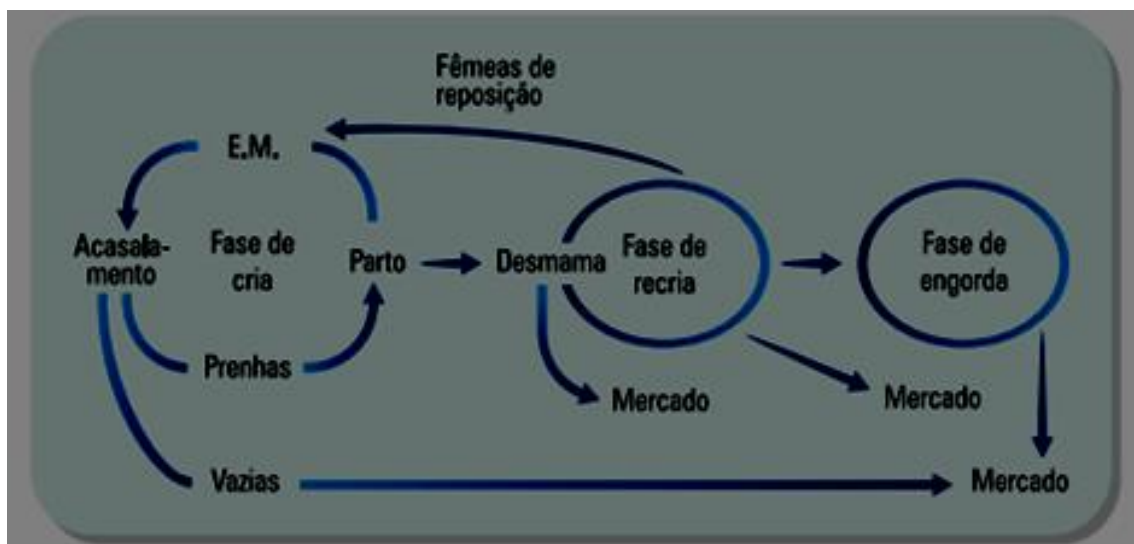 Fêmeas de
reposição
E.M.
Acasala-
mento
Fase de
cria
Parto
Desmama
Fase de
recria
Fase de
engorda
Prenhas
Mercado
Mercado
Vazias
Mercado